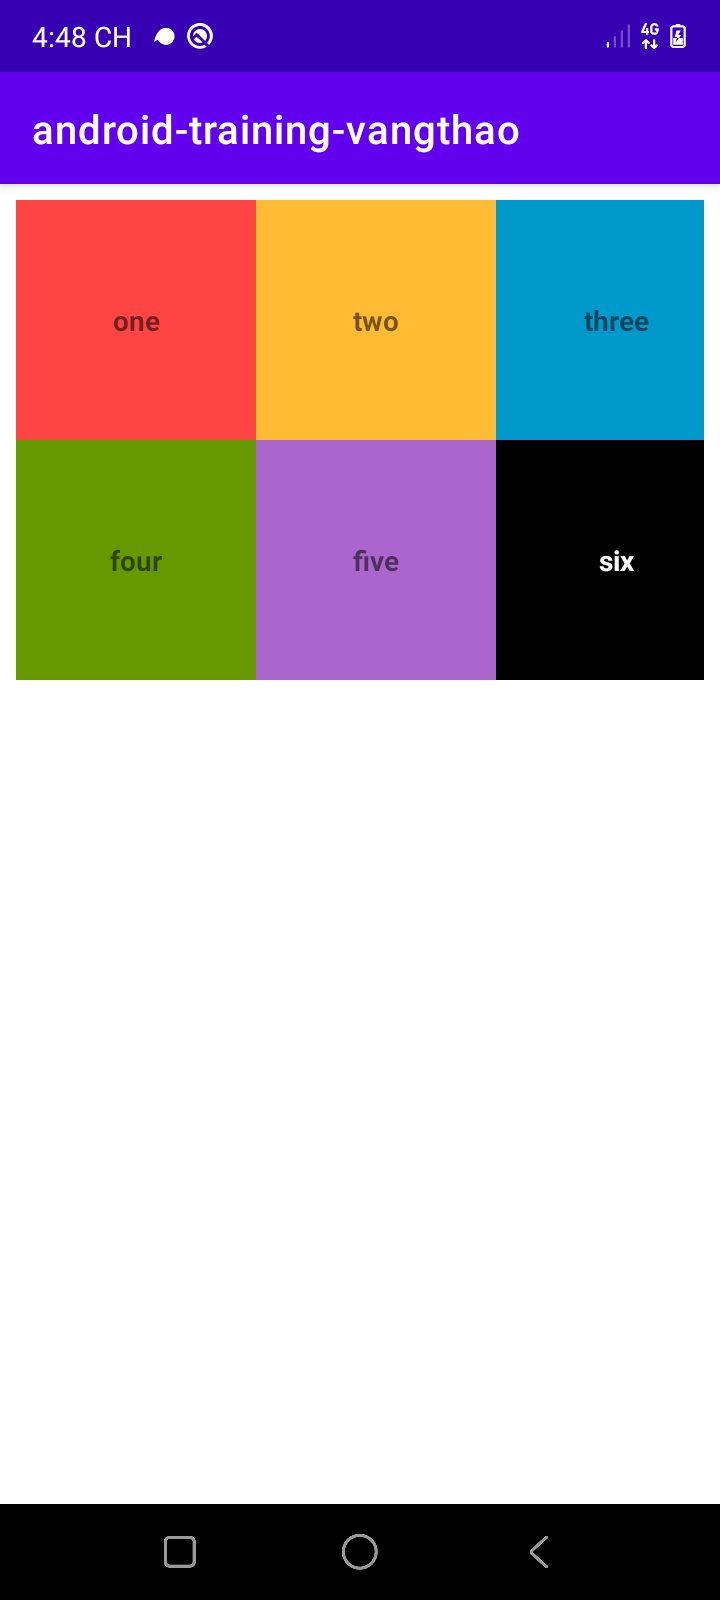 4:48 CH 4G
android-training-vangthao
one two three
four five six